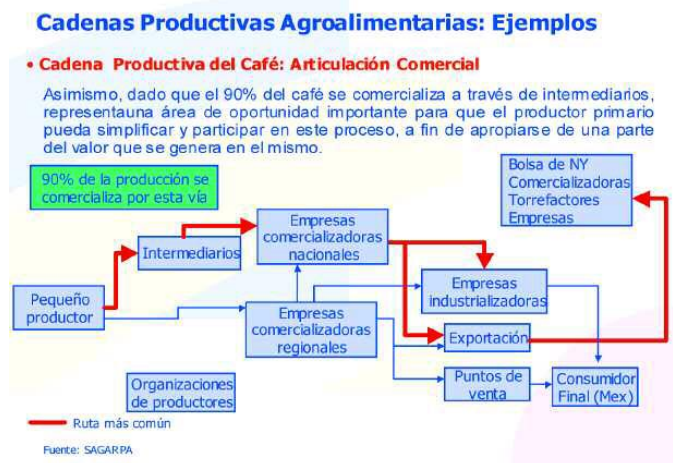 Cadenas Productivas Agroalimentarias: Ejemplos
• Cadena Productiva del Café: Articulación Comercial
Asimismo, dado que el 90% del café se comercializa a través de intermediarios,
representauna área de oportunidad importante para que el productor primario
pueda simplificar y participar en este proceso, a fin de apropiarse de una parte
del valor que se genera en el mismo.
90% de la producción se
comercializa por esta vía
Bolsa de NY
Comercializadoras
Torrefactores
Empresas
Empresas
comercializadoras
nacionales
Intermediarios
Empresas
industrializadoras
Pequeño
productor
Empresas
comercializadoras
regionales
Exportación
Organizaciones
de productores
Puntos de
venta
Consumidor
Final (Mex)
Ruta más común
Fuente: SAGARPA